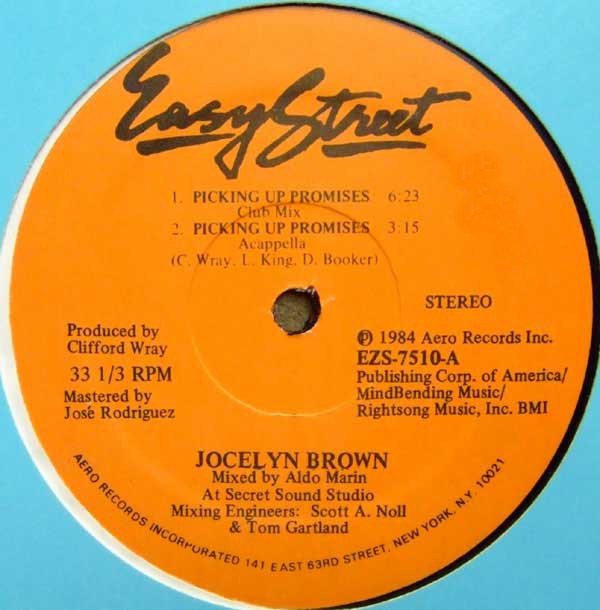 Easy Street
1. PICKING UP PROMISES 6:23
Club Mix
2. PICKING UP PROMISES 3:15
Acappella
(C. Wray, L. King, D. Booker)
STEREO
Produced by
Clifford Wray
33 1/3 RPM
Mastered by
José Rodriguez
℗ 1984 Aero Records Inc.
EZS-7510-A
Publishing Corp. of America/
MindBending Music/
Rightsong Music, Inc. BMI
JOCELYN BROWN
Mixed by Aldo Marin
At Secret Sound Studio
Mixing Engineers: Scott A. Noll
& Tom Gartland
AERO RECORDS INCORPORATED 141 EAST 63RD STREET, NEW YORK, N.Y. 10021